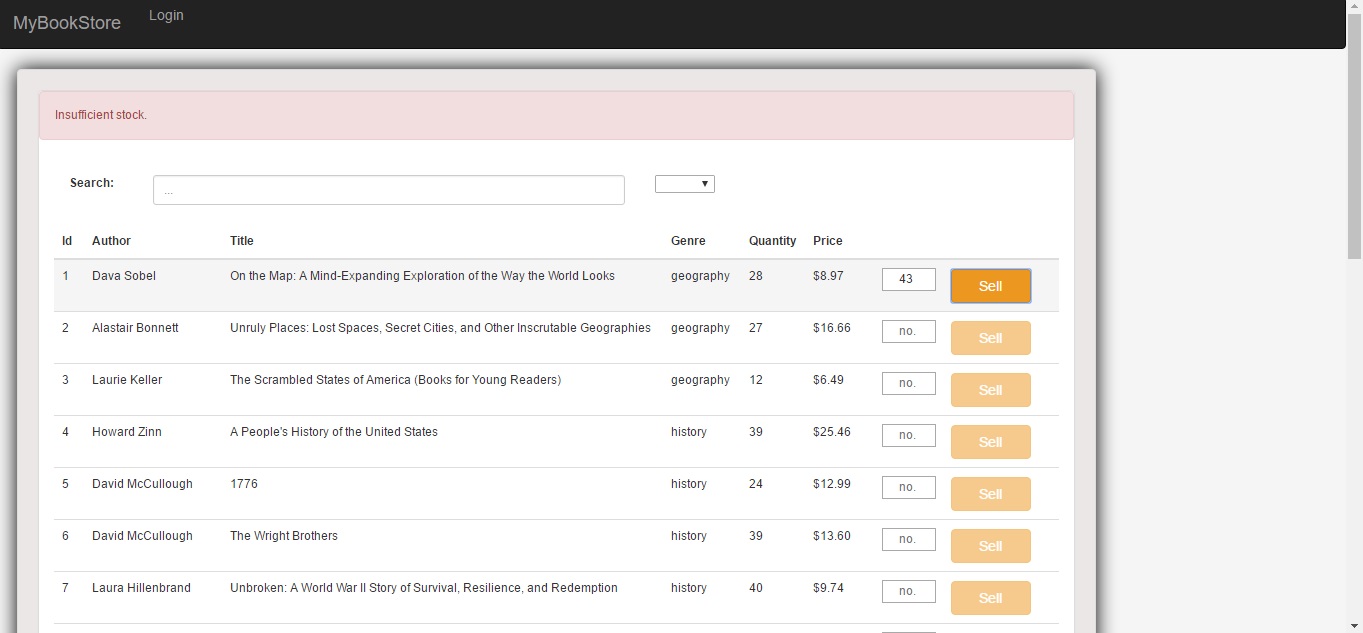 MyBookStore Login
Insufficient stock.
Search: ...
Id Author Title Genre Quantity Price
1 Dava Sobel On the Map: A Mind-Expanding Exploration of the Way the World Looks geography 28 $8.97 43 Sell
2 Alastair Bonnett Unruly Places: Lost Spaces, Secret Cities, and Other Inscrutable Geographies geography 27 $16.66 no. Sell
3 Laurie Keller The Scrambled States of America (Books for Young Readers) geography 12 $6.49 no. Sell
4 Howard Zinn A People's History of the United States history 39 $25.46 no. Sell
5 David McCullough 1776 history 24 $12.99 no. Sell
6 David McCullough The Wright Brothers history 39 $13.60 no. Sell
7 Laura Hillenbrand Unbroken: A World War II Story of Survival, Resilience, and Redemption history 40 $9.74 no. Sell